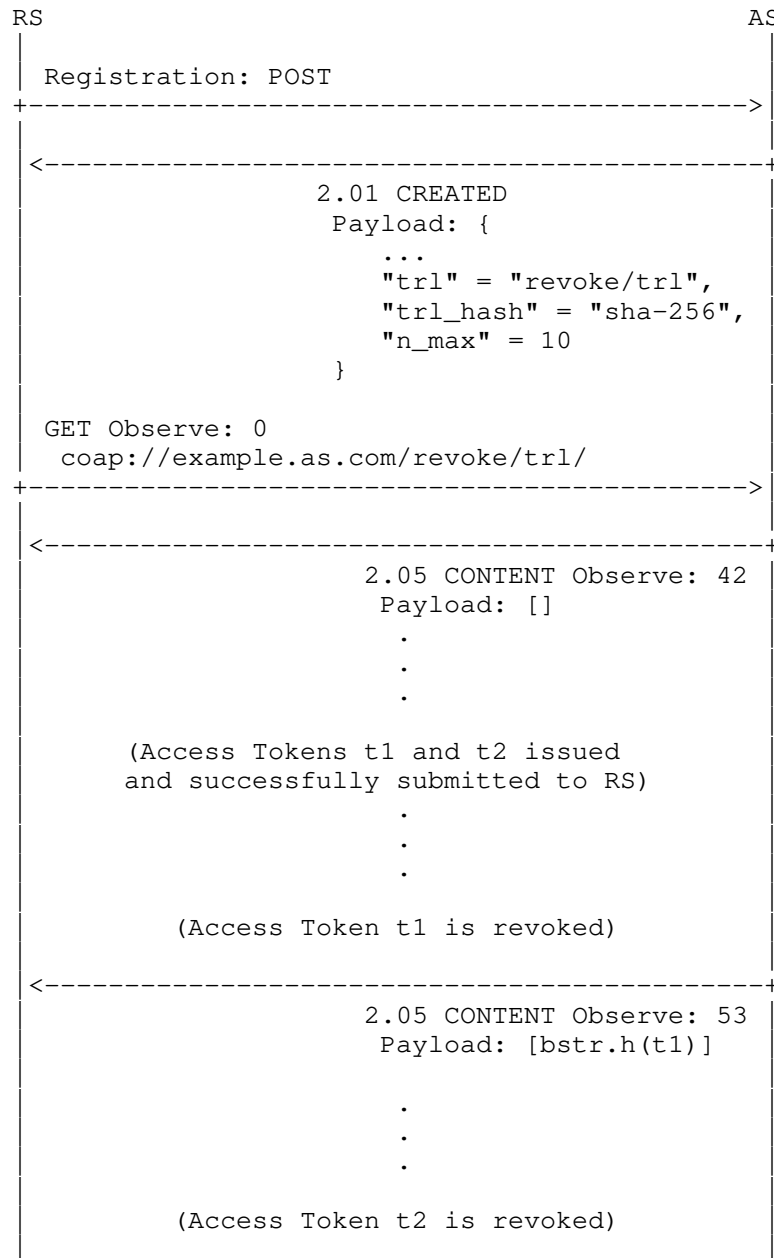 RS AS
Registration: POST
+--------------------------------------------->
<---------------------------------------------+
2.01 CREATED
Payload: {
...
"trl" = "revoke/trl",
"trl_hash" = "sha-256",
"n_max" = 10
}
GET Observe: 0
coap://example.as.com/revoke/trl/
+--------------------------------------------->
<---------------------------------------------+
2.05 CONTENT Observe: 42
Payload: []
.
.
.
(Access Tokens t1 and t2 issued
and successfully submitted to RS)
.
.
.
(Access Token t1 is revoked)
<---------------------------------------------+
2.05 CONTENT Observe: 53
Payload: [bstr.h(t1)]
.
.
.
(Access Token t2 is revoked)